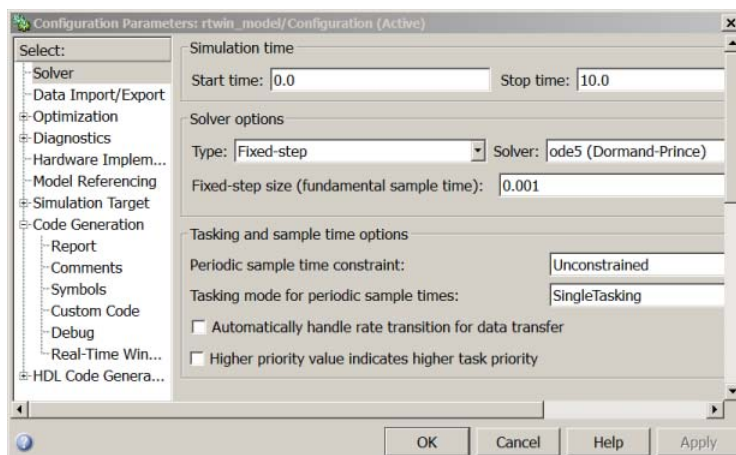 Configuration Parameters: rtwin_model/Configuration (Active)
Select:
Solver
Data Import/Export
Optimization
Diagnostics
Hardware Implem...
Model Referencing
Simulation Target
Code Generation
Report
Comments
Symbols
Custom Code
Debug
Real-Time Win...
HDL Code Genera...
Simulation time
Start time: 0.0 Stop time: 10.0
Solver options
Type: Fixed-step Solver: ode5 (Dormand-Prince)
Fixed-step size (fundamental sample time): 0.001
Tasking and sample time options
Periodic sample time constraint: Unconstrained
Tasking mode for periodic sample times: SingleTasking
Automatically handle rate transition for data transfer
Higher priority value indicates higher task priority
OK Cancel Help Apply